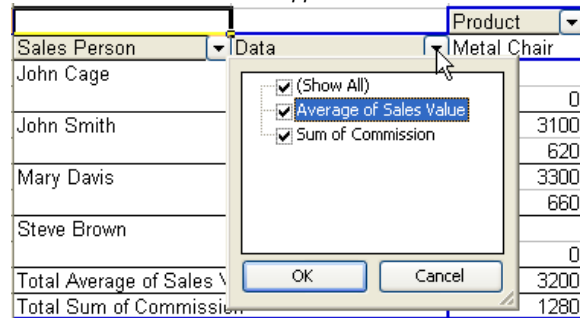 Product
Sales Person Data Metal Chair
John Cage
(Show All)
0
Average of Sales Value
John Smith 3100
Sum of Commission
620
Mary Davis 3300
660
Steve Brown
0
OK Cancel
Total Average of Sales 3200
Total Sum of Commission 1280